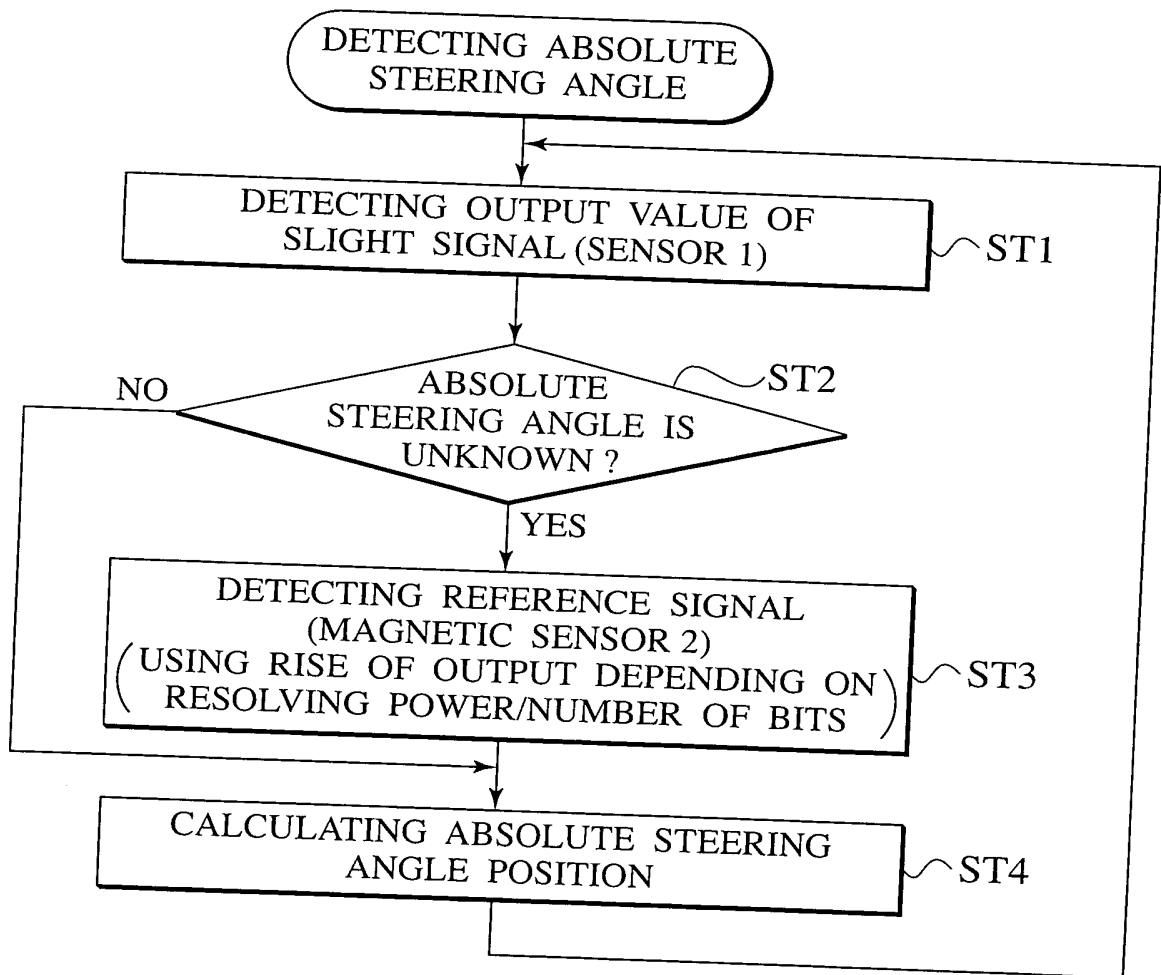 DETECTING ABSOLUTE
STEERING ANGLE
DETECTING OUTPUT VALUE OF
SLIGHT SIGNAL (SENSOR 1)
ST1
ABSOLUTE
STEERING ANGLE IS
UNKNOWN ?
ST2
NO
YES
DETECTING REFERENCE SIGNAL
(MAGNETIC SENSOR 2)
(USING RISE OF OUTPUT DEPENDING ON
RESOLVING POWER/NUMBER OF BITS)
ST3
CALCULATING ABSOLUTE STEERING
ANGLE POSITION
ST4